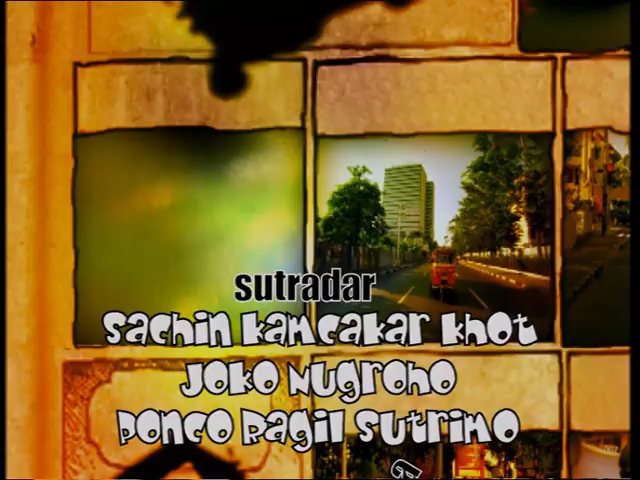 sutradar
Sachin Kamcakar Khot
Joko Nugroho
Ponco Ragil Sutrimo